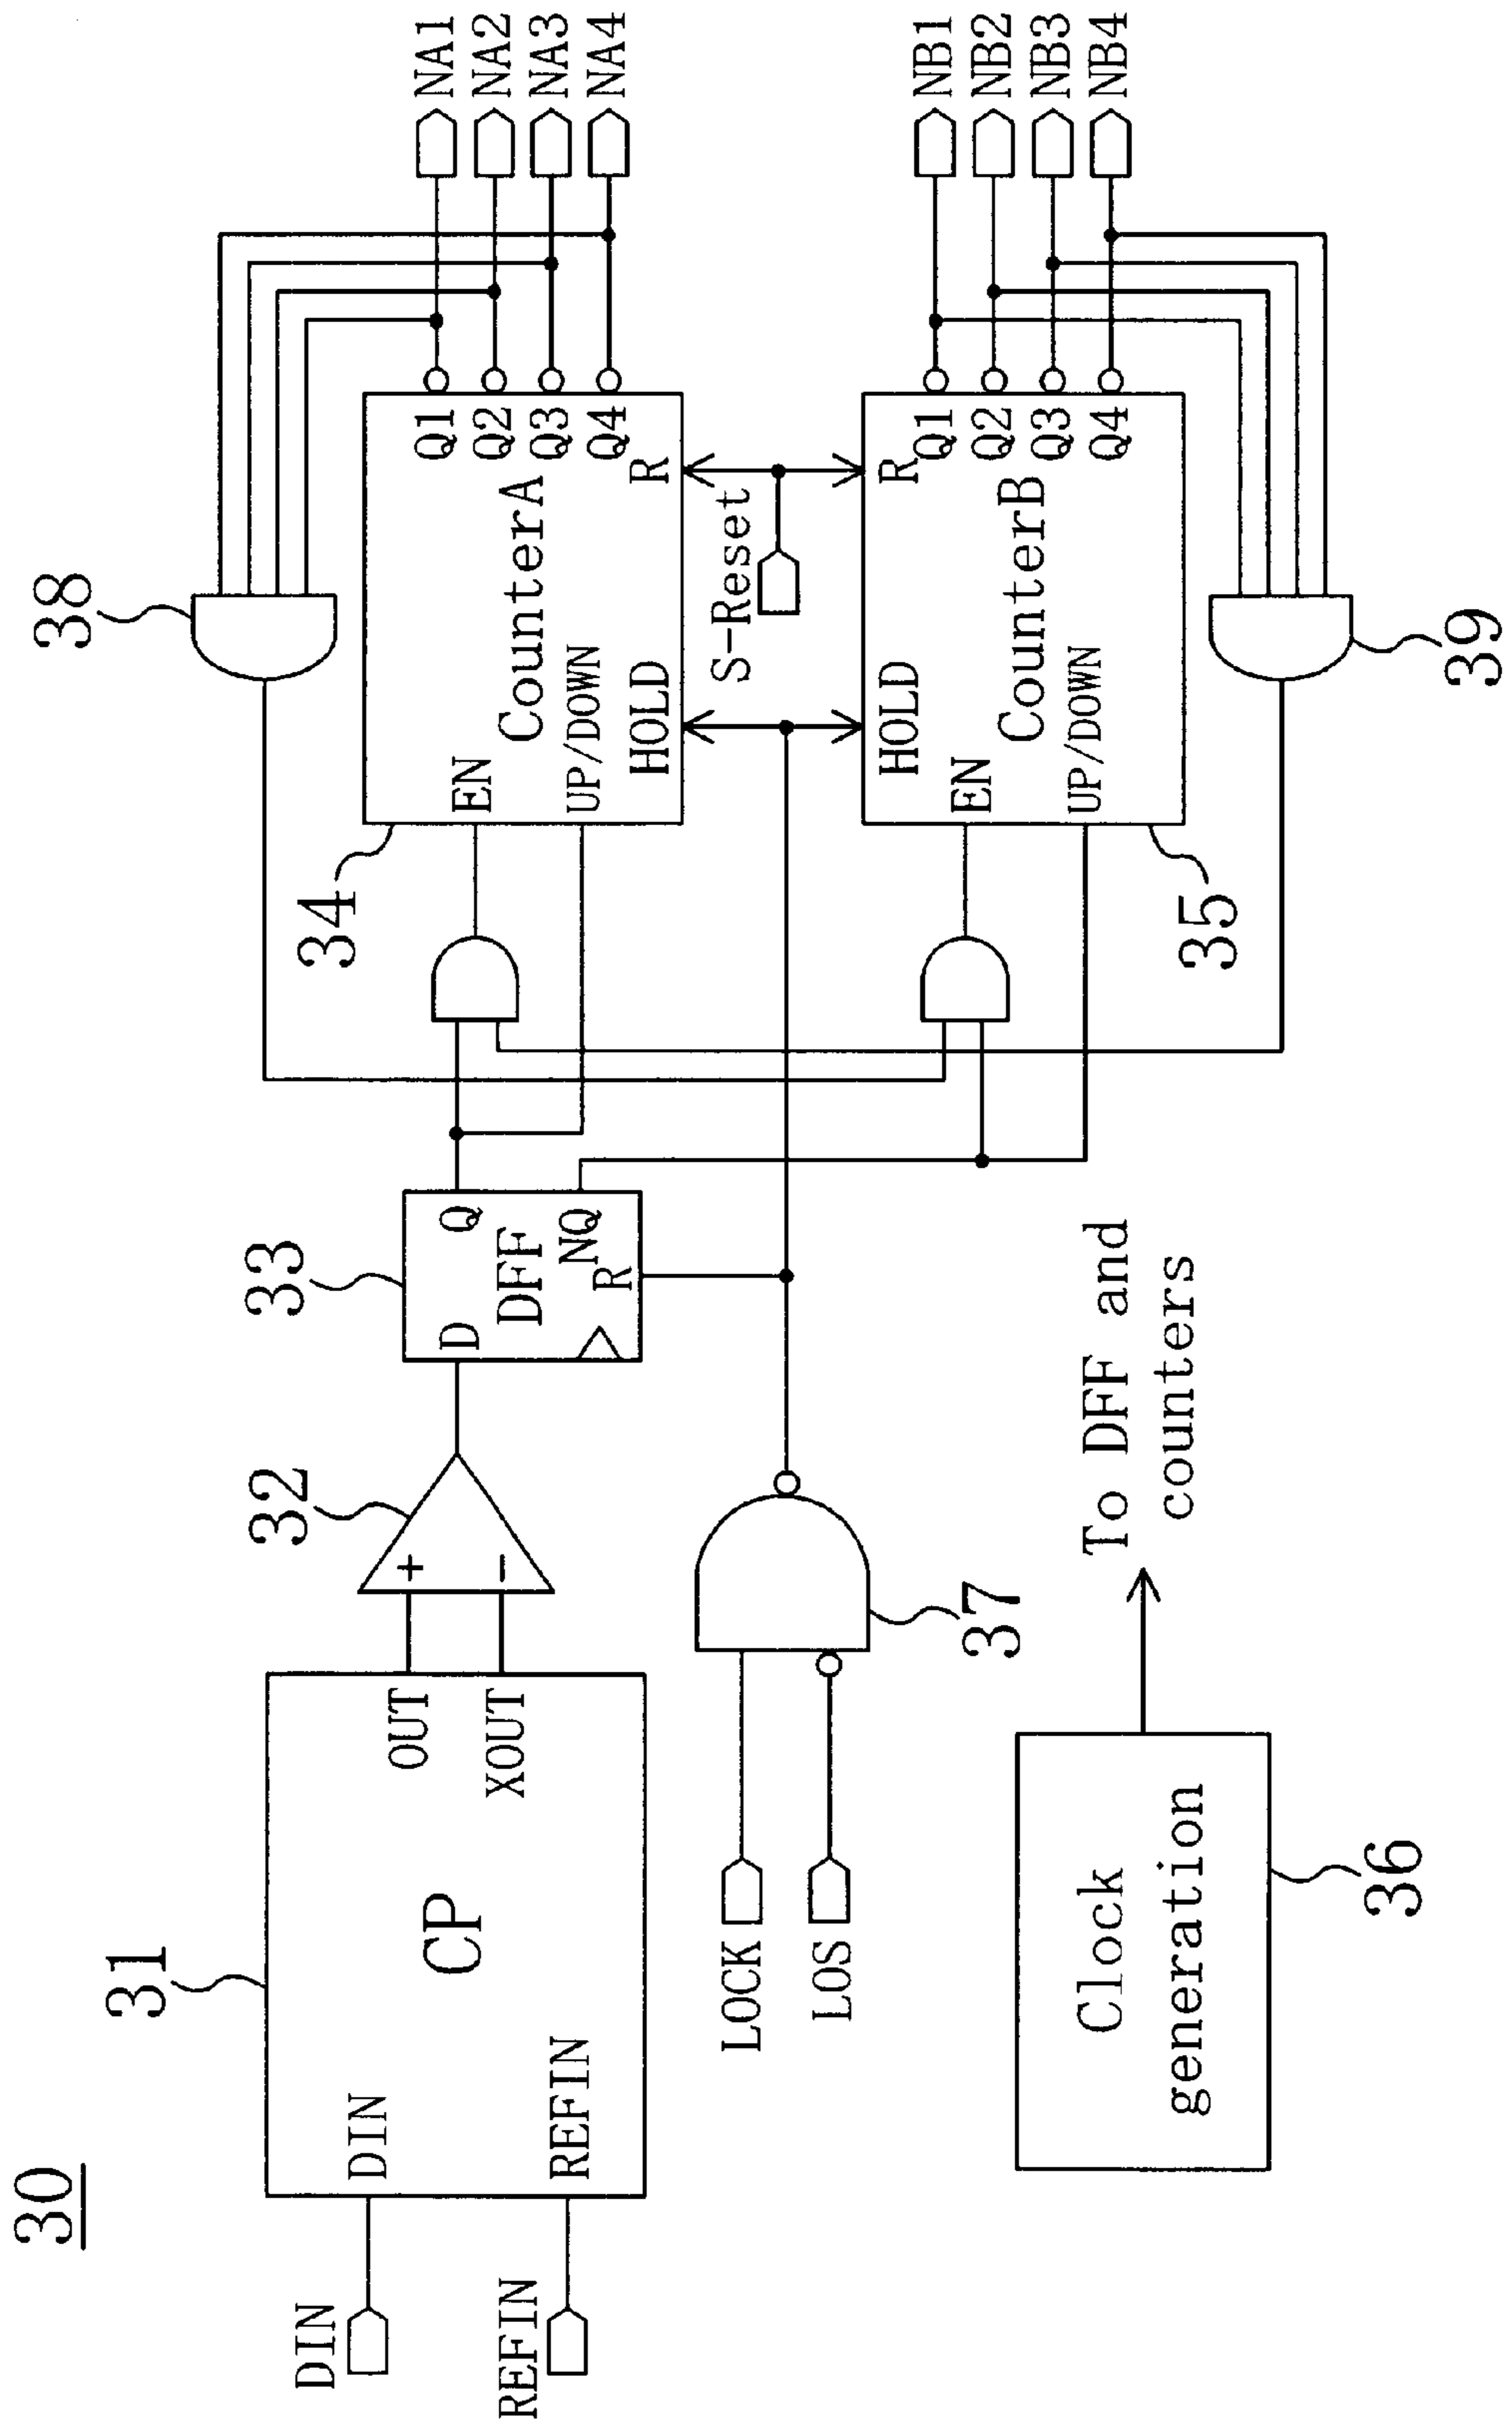 30
DIN
REFIN
31
DIN
REFIN
CP
OUT
XOUT
32
+
-
33
D
Q
DFF
NQ
R
LOCK
LOS
37
36
Clock
generation
To DFF and
counters
34
EN
UP/DOWN
HOLD
CounterA
Q1
Q2
Q3
Q4
R
38
NA1
NA2
NA3
NA4
S-Reset
35
HOLD
EN
UP/DOWN
CounterB
R
Q1
Q2
Q3
Q4
39
NB1
NB2
NB3
NB4